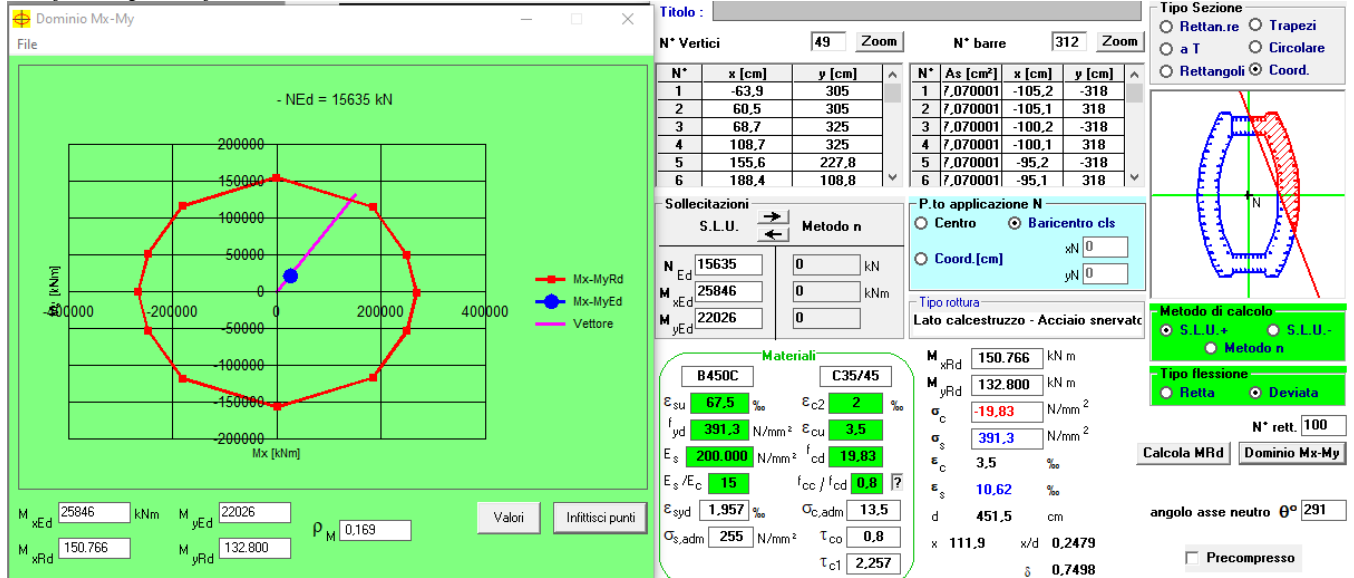 Dominio Mx-My
File
- NEd = 15635 kN
200000
150000
100000
50000
0
-50000
-100000
-150000
-200000
-400000 -200000 0 200000 400000
[kNm]
Mx [kNm]
Mx-MyRd
Mx-MyEd
Vettore
M xEd 25846 kNm M yEd 22026
M xRd 150.766 M yRd 132.800
ρ M 0,169
Valori
Infittisci punti
Titolo :
N° Vertici 49 Zoom
N° x [cm] y [cm]
1 -63,9 305
2 60,5 305
3 68,7 325
4 108,7 325
5 155,6 227,8
6 188,4 108,8
N° barre 312 Zoom
N° As [cm²] x [cm] y [cm]
1 7,070001 -105,2 -318
2 7,070001 -105,1 318
3 7,070001 -100,2 -318
4 7,070001 -100,1 318
5 7,070001 -95,2 -318
6 7,070001 -95,1 318
Tipo Sezione
Rettan.re Trapezi
a T Circolare
Rettangoli Coord.
N
Sollecitazioni
S.L.U. Metodo n
N Ed 15635 0 kN
M xEd 25846 0 kNm
M yEd 22026 0
P.to applicazione N
Centro Baricentro cls
Coord.[cm]
xN 0
yN 0
Tipo rottura
Lato calcestruzzo - Acciaio snervato
Metodo di calcolo
S.L.U.+ S.L.U.-
Metodo n
Tipo flessione
Retta Deviata
Materiali
B450C C35/45
εsu 67,5 ‰ εc2 2 ‰
fyd 391,3 N/mm² εcu 3,5
Es 200.000 N/mm² fcd 19,83
Es /Ec 15 fcc / fcd 0,8 ?
εsyd 1,957 ‰ σc,adm 13,5
σs,adm 255 N/mm² τco 0,8
τc1 2,257
M xRd 150.766 kN m
M yRd 132.800 kN m
σc -19,83 N/mm²
σs 391,3 N/mm²
εc 3,5 ‰
εs 10,62 ‰
d 451,5 cm
x 111,9 x/d 0,2479
δ 0,7498
N° rett. 100
Calcola MRd Dominio Mx-My
angolo asse neutro θ° 291
Precompresso